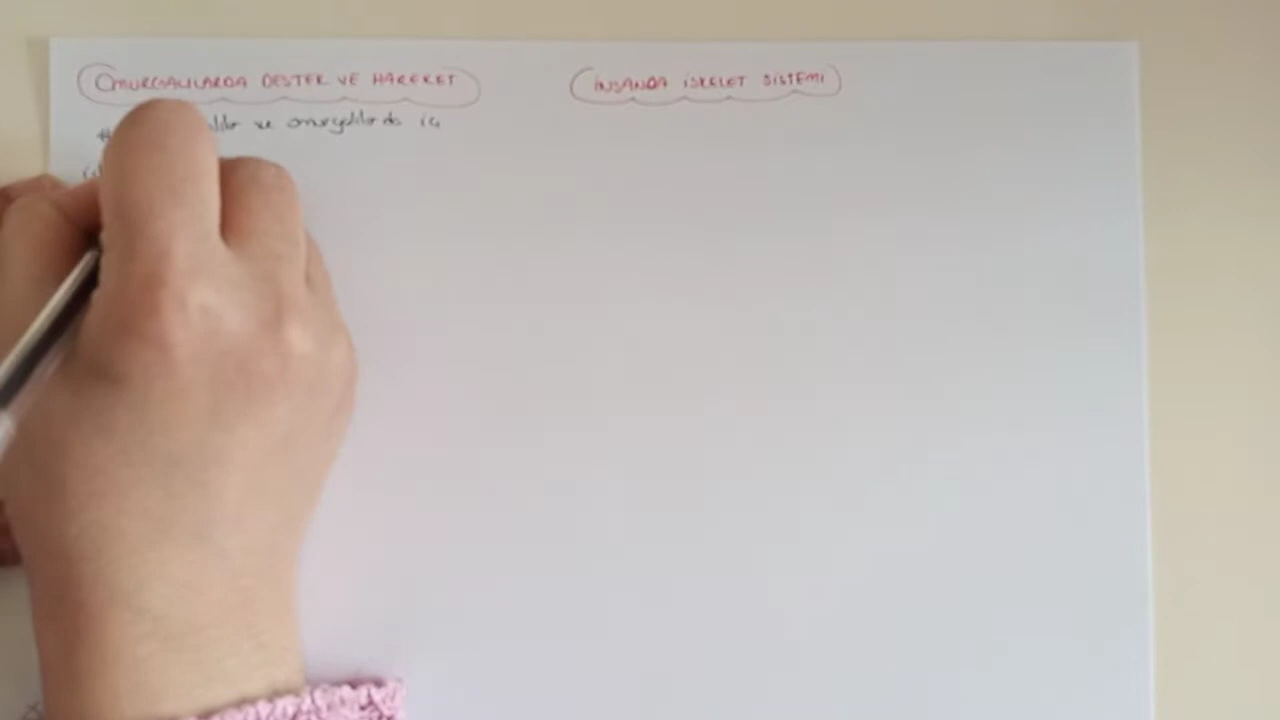 OMURGALILARDA DESTEK VE HAREKET
ve omurgalılarda iç
İNSANDA İSKELET SİSTEMİ